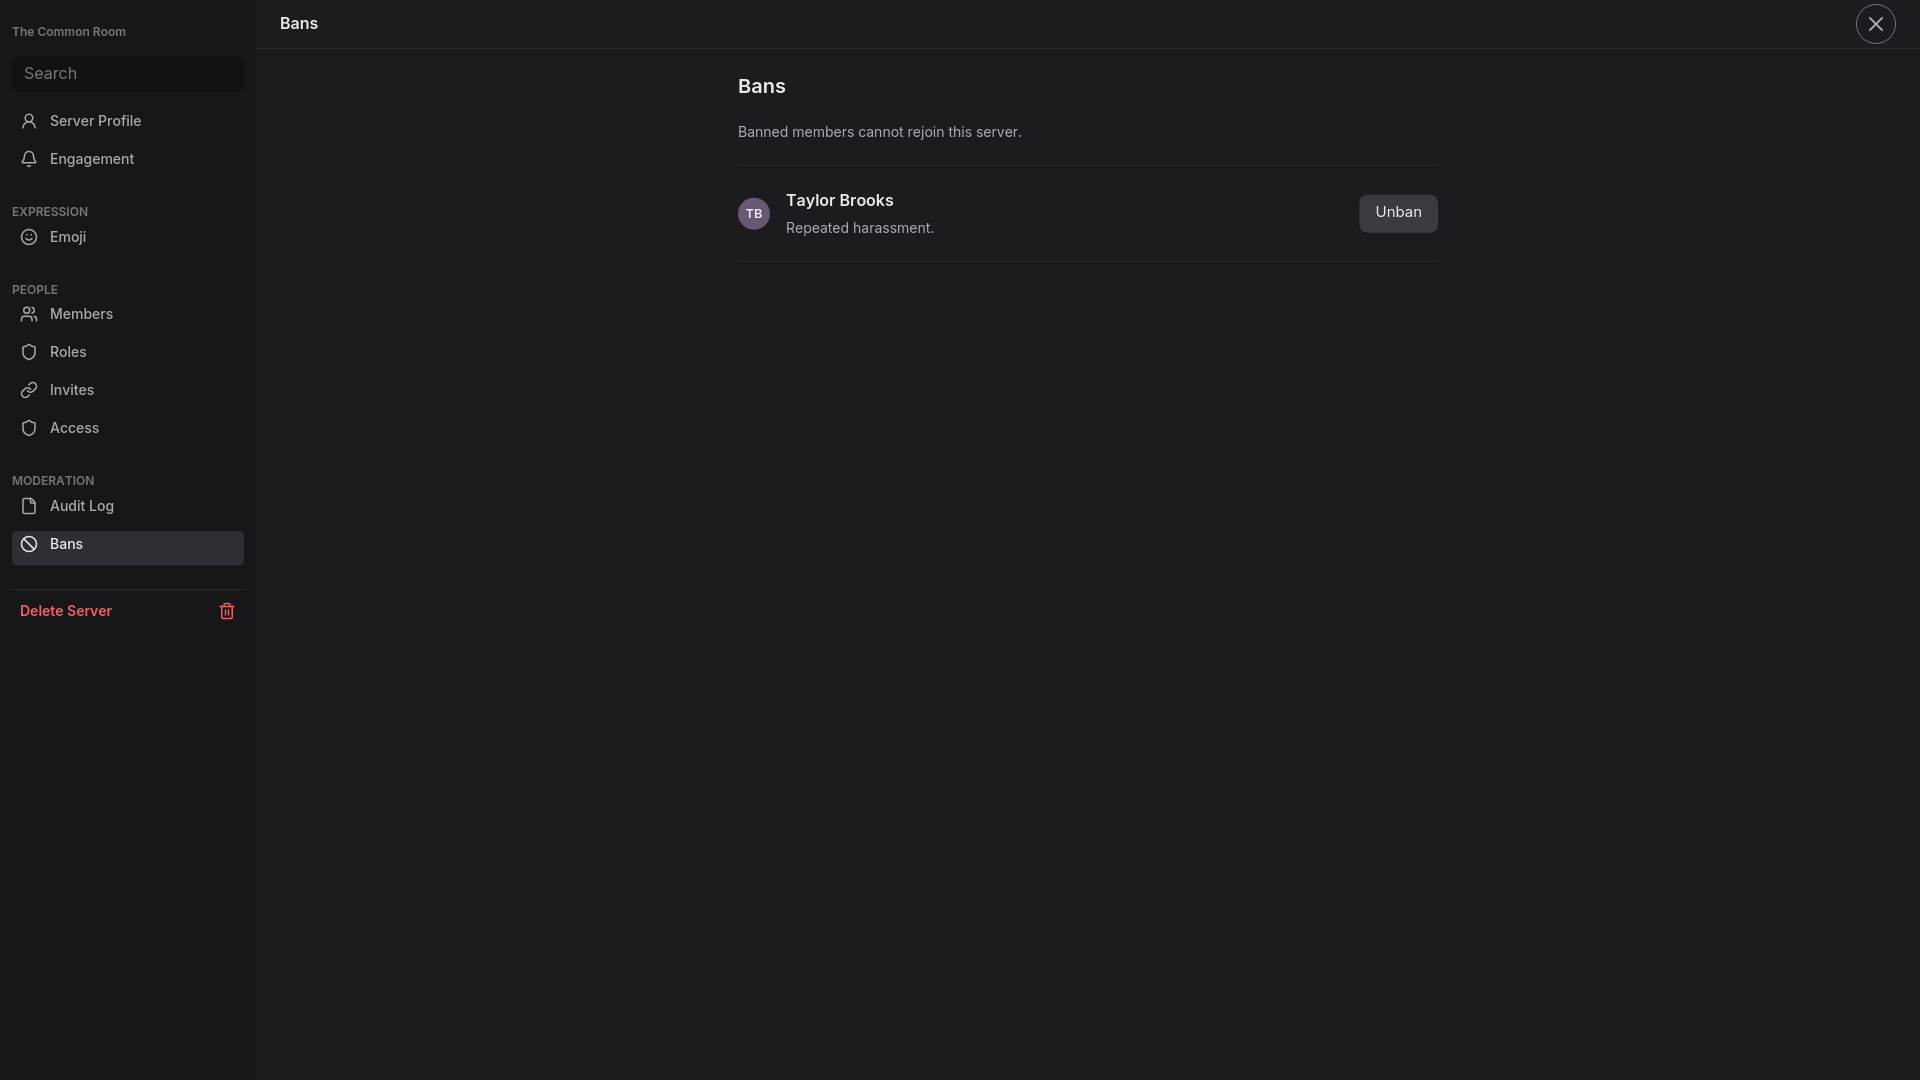 The Common Room
Search
Server Profile
Engagement
EXPRESSION
Emoji
PEOPLE
Members
Roles
Invites
Access
MODERATION
Audit Log
Bans
Delete Server
Bans
Bans
Banned members cannot rejoin this server.
TB
Taylor Brooks
Repeated harassment.
Unban